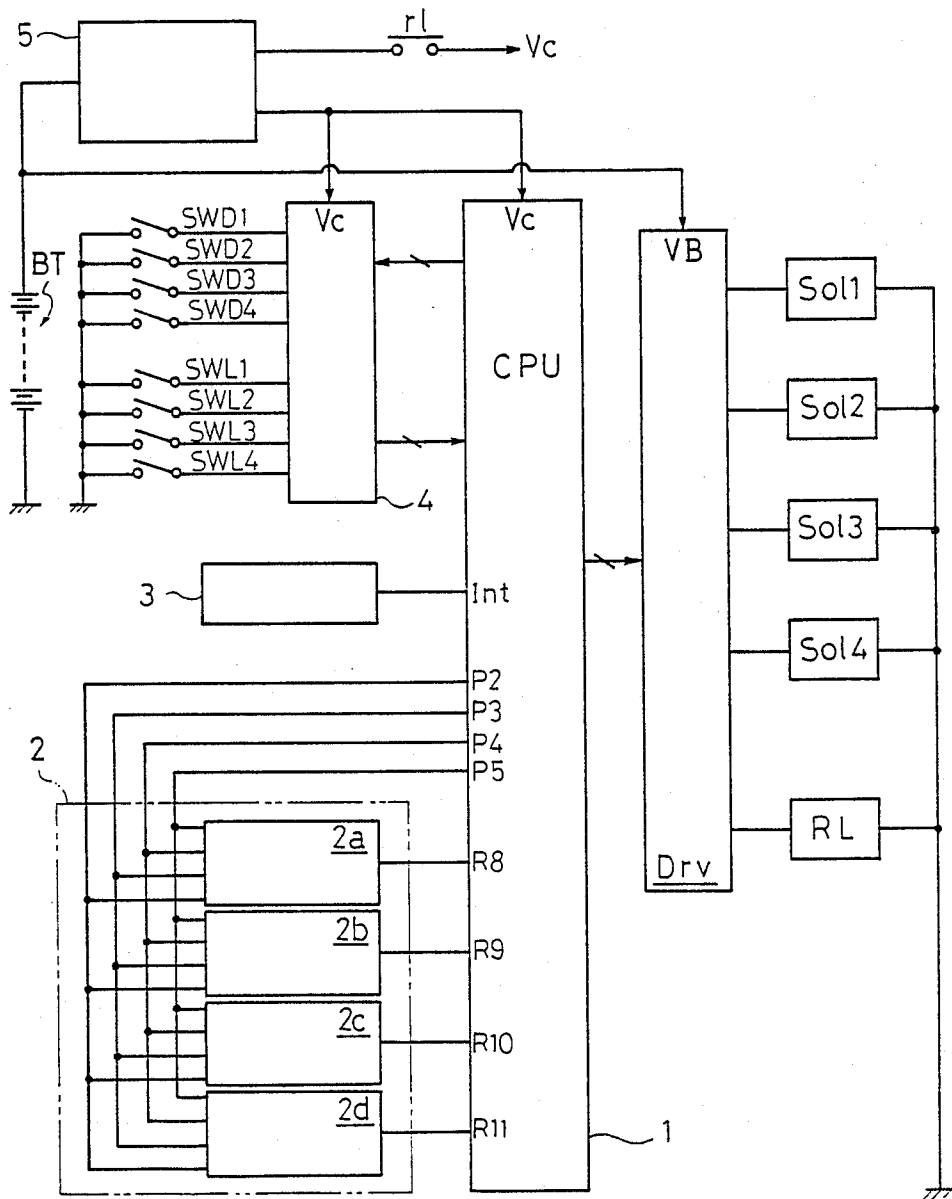 rl
5
Vc
Vc
Vc
VB
SWD1
SWD2
SWD3
SWD4
BT
SWL1
SWL2
SWL3
SWL4
4
CPU
Sol1
Sol2
Sol3
Sol4
3
Int
P2
P3
P4
P5
2
2a
R8
2b
R9
2c
R10
2d
R11
RL
Drv
1